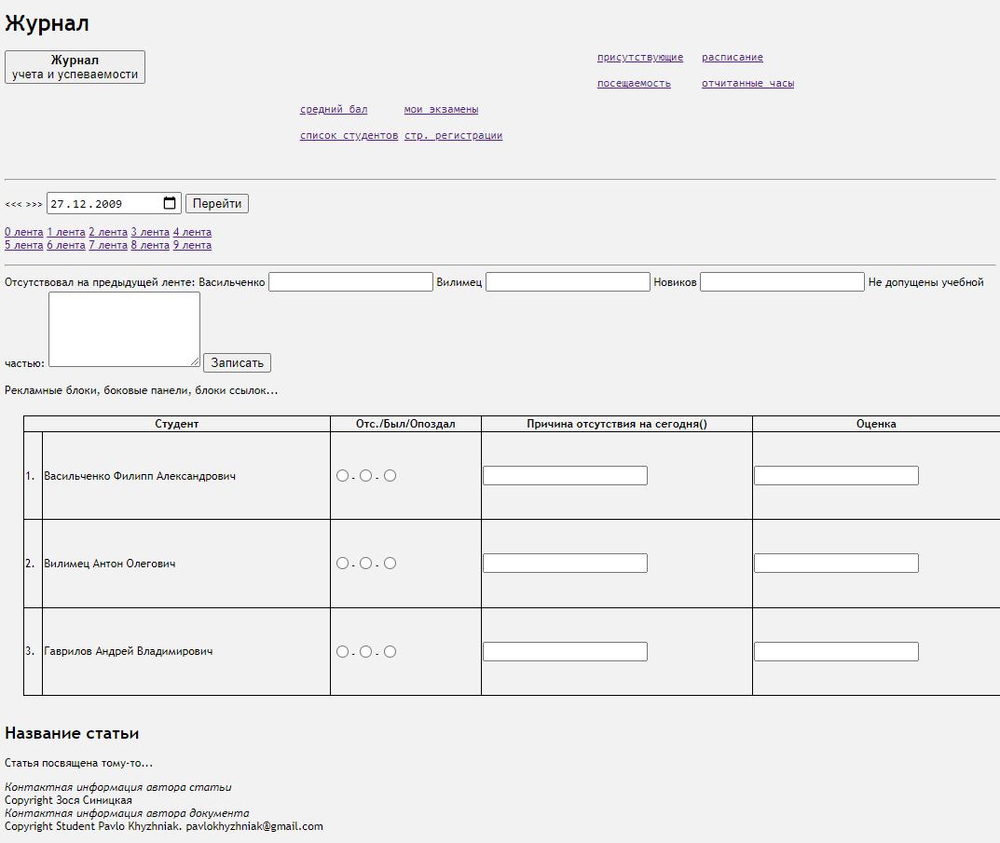 Журнал
Журнал
учета и успеваемости
присутствующие расписание
посещаемость отчитанные часы
средний бал мои экзамены
список студентов стр. регистрации
<<< >>> 27.12.2009 Перейти
0 лента 1 лента 2 лента 3 лента 4 лента
5 лента 6 лента 7 лента 8 лента 9 лента
Отсутствовал на предыдущей ленте: Васильченко Вилимец Новиков Не допущены учебной
частью: Записать
Рекламные блоки, боковые панели, блоки ссылок...
Студент Отс./Был/Опоздал Причина отсутствия на сегодня() Оценка
1. Васильченко Филипп Александрович - -
2. Вилимец Антон Олегович - -
3. Гаврилов Андрей Владимирович - -
Название статьи
Статья посвящена тому-то...
Контактная информация автора статьи
Copyright Зося Синицкая
Контактная информация автора документа
Copyright Student Pavlo Khyzhniak. pavlokhyzhniak@gmail.com